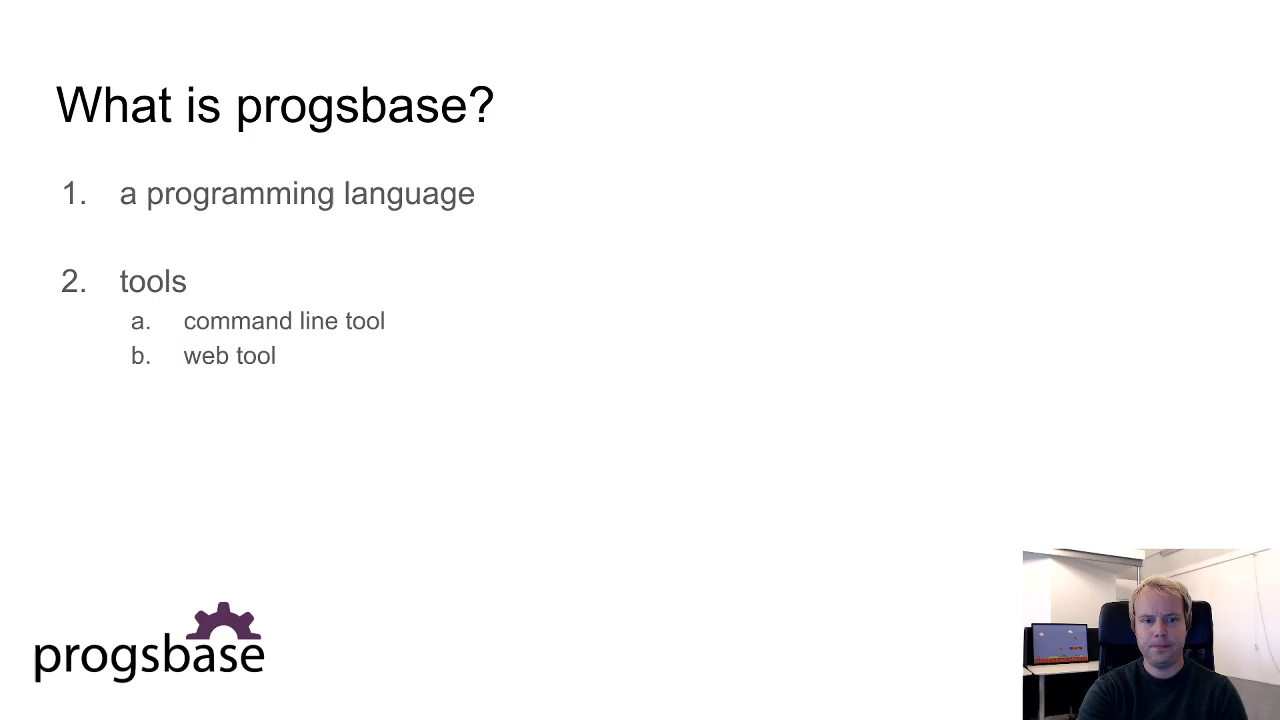 What is progsbase?
1. a programming language
2. tools
a. command line tool
b. web tool
progsbase